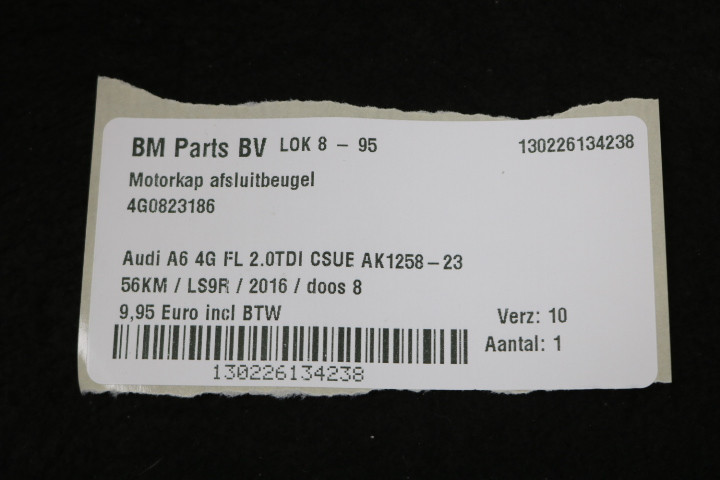 BM Parts BV LOK 8 - 95 130226134238
Motorkap afsluitbeugel
4G0823186
Audi A6 4G FL 2.0TDI CSUE AK1258-23
56KM / LS9R / 2016 / doos 8
9,95 Euro incl BTW Verz: 10
Aantal: 1
130226134238